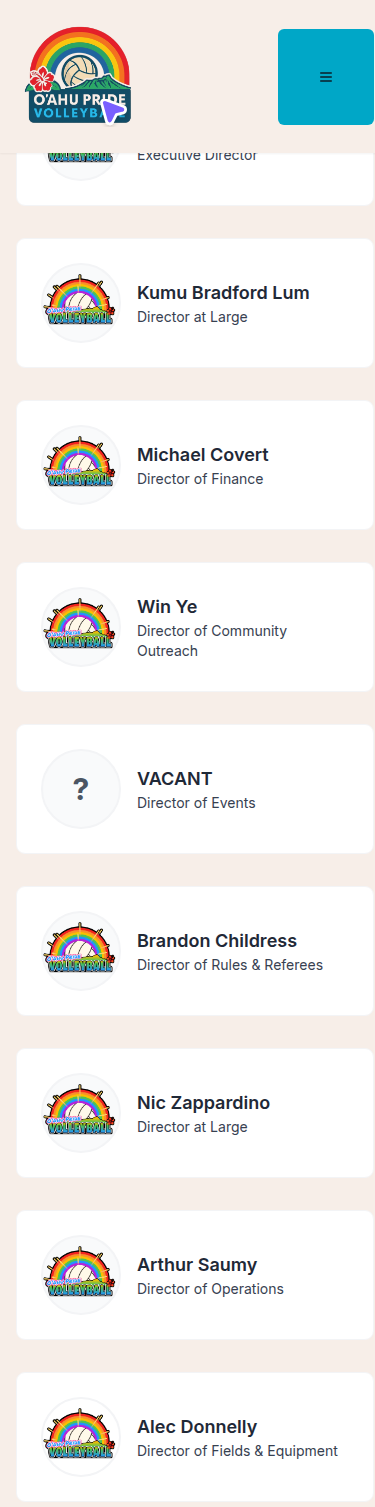 O'AHU PRIDE
VOLLEYBALL
Executive Director
Kumu Bradford Lum
Director at Large
Michael Covert
Director of Finance
Win Ye
Director of Community
Outreach
?
VACANT
Director of Events
Brandon Childress
Director of Rules & Referees
Nic Zappardino
Director at Large
Arthur Saumy
Director of Operations
Alec Donnelly
Director of Fields & Equipment